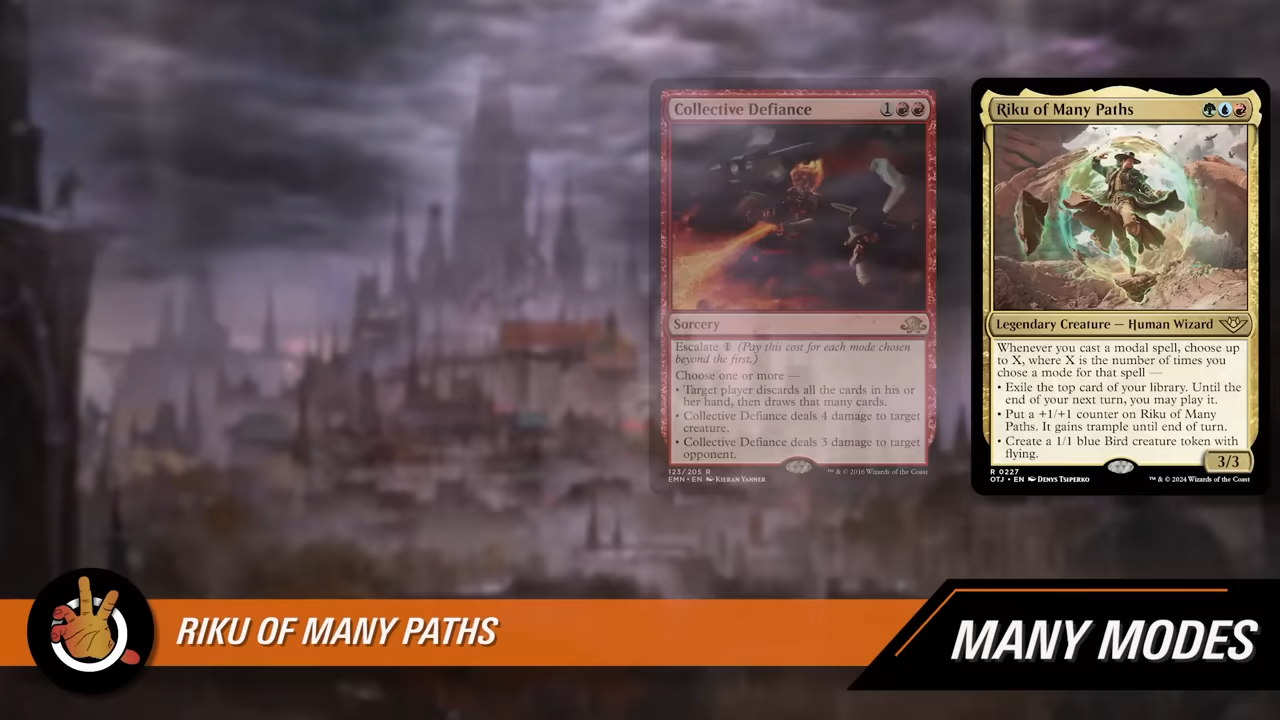 Collective Defiance 1
Sorcery
Escalate 1 (Pay this cost for each mode chosen
beyond the first.)
Choose one or more —
• Target player discards all the cards in his or
her hand, then draws that many cards.
• Collective Defiance deals 4 damage to target
creature.
• Collective Defiance deals 3 damage to target
opponent.
123/205 R
EMN • EN KIERAN YANNER
™ & © 2016 Wizards of the Coast
Riku of Many Paths
Legendary Creature — Human Wizard
Whenever you cast a modal spell, choose up
to X, where X is the number of times you
chose a mode for that spell —
• Exile the top card of your library. Until the
end of your next turn, you may play it.
• Put a +1/+1 counter on Riku of Many
Paths. It gains trample until end of turn.
• Create a 1/1 blue Bird creature token with
flying.
3/3
R 0227
OTJ • EN DENYS TSIPERKO
™ & © 2024 Wizards of the Coast
RIKU OF MANY PATHS
MANY MODES